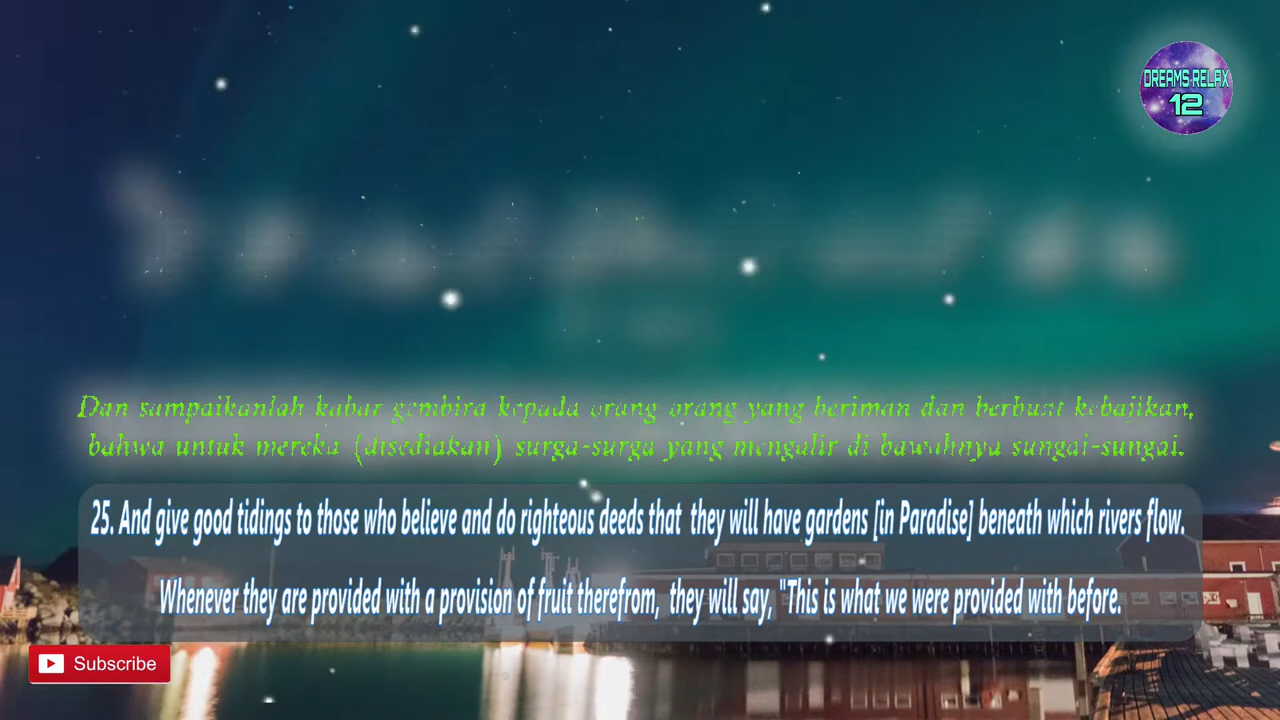 DREAMS RELAX
12
Dan sampaikanlah kabar gembira kepada orang orang yang beriman dan berbuat kebajikan,
bahwa untuk mereka (disediakan) surga-surga yang mengalir di bawahnya sungai-sungai.
25. And give good tidings to those who believe and do righteous deeds that they will have gardens [in Paradise] beneath which rivers flow.
Whenever they are provided with a provision of fruit therefrom, they will say, "This is what we were provided with before.
Subscribe